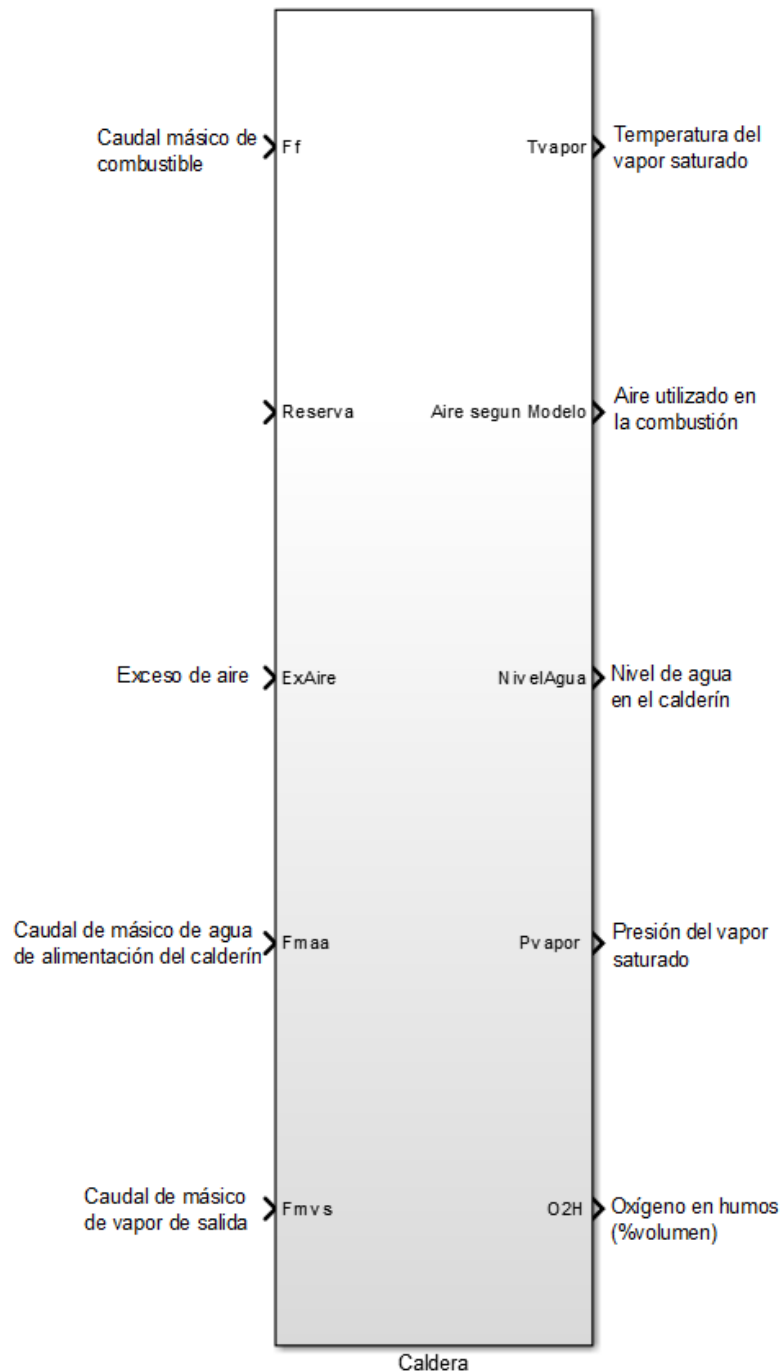 Caudal másico de
combustible
Ff
Tvapor
Temperatura del
vapor saturado
Reserva
Aire segun Modelo
Aire utilizado en
la combustión
Exceso de aire
ExAire
NivelAgua
Nivel de agua
en el calderín
Caudal de másico de agua
de alimentación del calderín
Fmaa
Pvapor
Presión del vapor
saturado
Caudal de másico
de vapor de salida
Fmvs
O2H
Oxígeno en humos
(%volumen)
Caldera